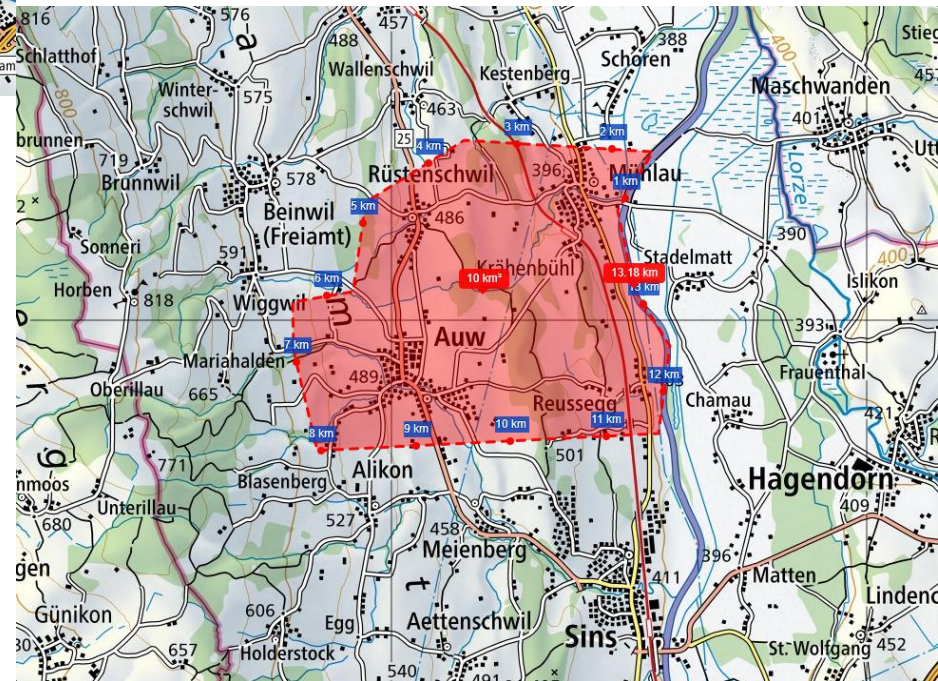 816
576
a
457
Schlatthof
488
388
Schoren
Wallenschwil
Kestenberg
Winter-
schwil
575
463
Maschwanden
401
800
400
3 km
2 km
25
4 km
brunnen
719
Brunnwil
578
Rüstenschwil
396
Mühlau
1 km
Lorze
5 km
Beinwil
(Freiamt)
486
390
Sonneri
591
Krähenbühl
Stadelmatt
400
Horben
818
6 km
10 km²
13.18 km
13 km
Islikon
Wiggwil
m
393
Auw
7 km
Mariahalden
Frauenthal
Oberillau
665
489
12 km
r
Reussegg
Chamau
421
8 km
9 km
10 km
11 km
g
771
Alikon
501
Blasenberg
Hagendorn
nmoos
Unterillau
409
680
527
458
Meienberg
396
gen
t
411
Matten
606
Günikon
Egg
Aettenschwil
Sins
30
657
Holderstock
St. Wolfgang
452
540
491